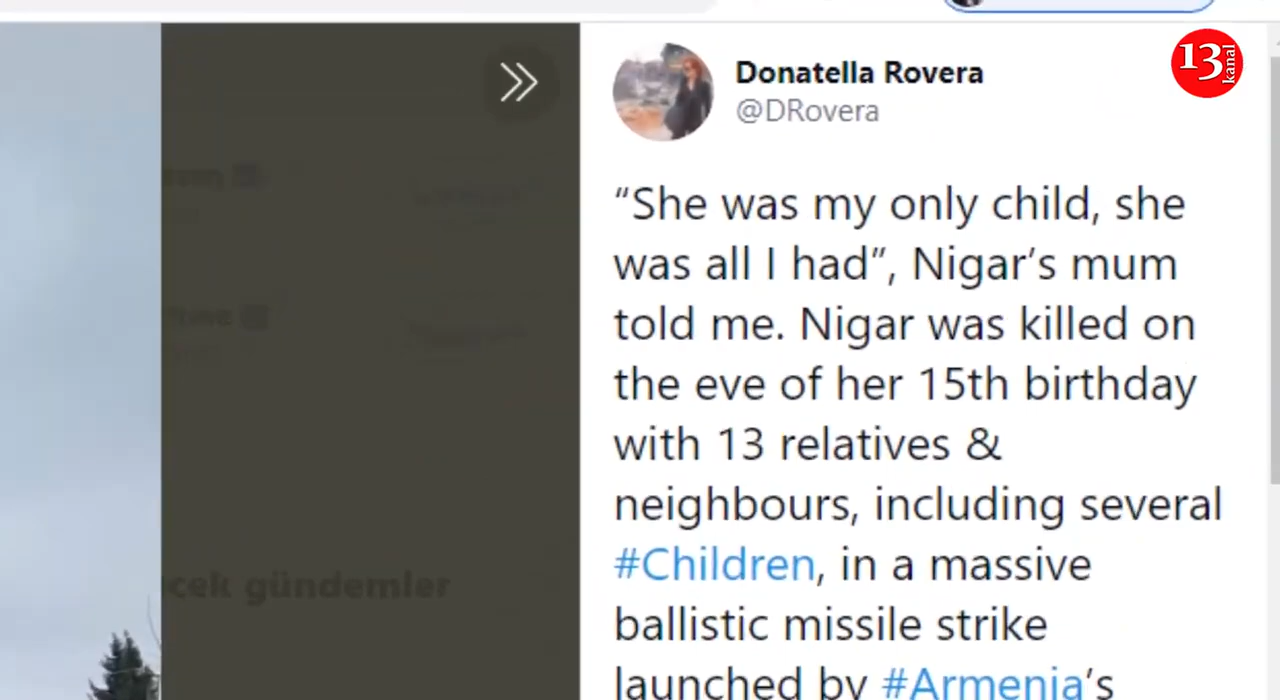 13 kanal
Donatella Rovera
@DRovera
“She was my only child, she
was all I had”, Nigar’s mum
told me. Nigar was killed on
the eve of her 15th birthday
with 13 relatives &
neighbours, including several
#Children, in a massive
ballistic missile strike
launched by #Armenia’s
gündemler